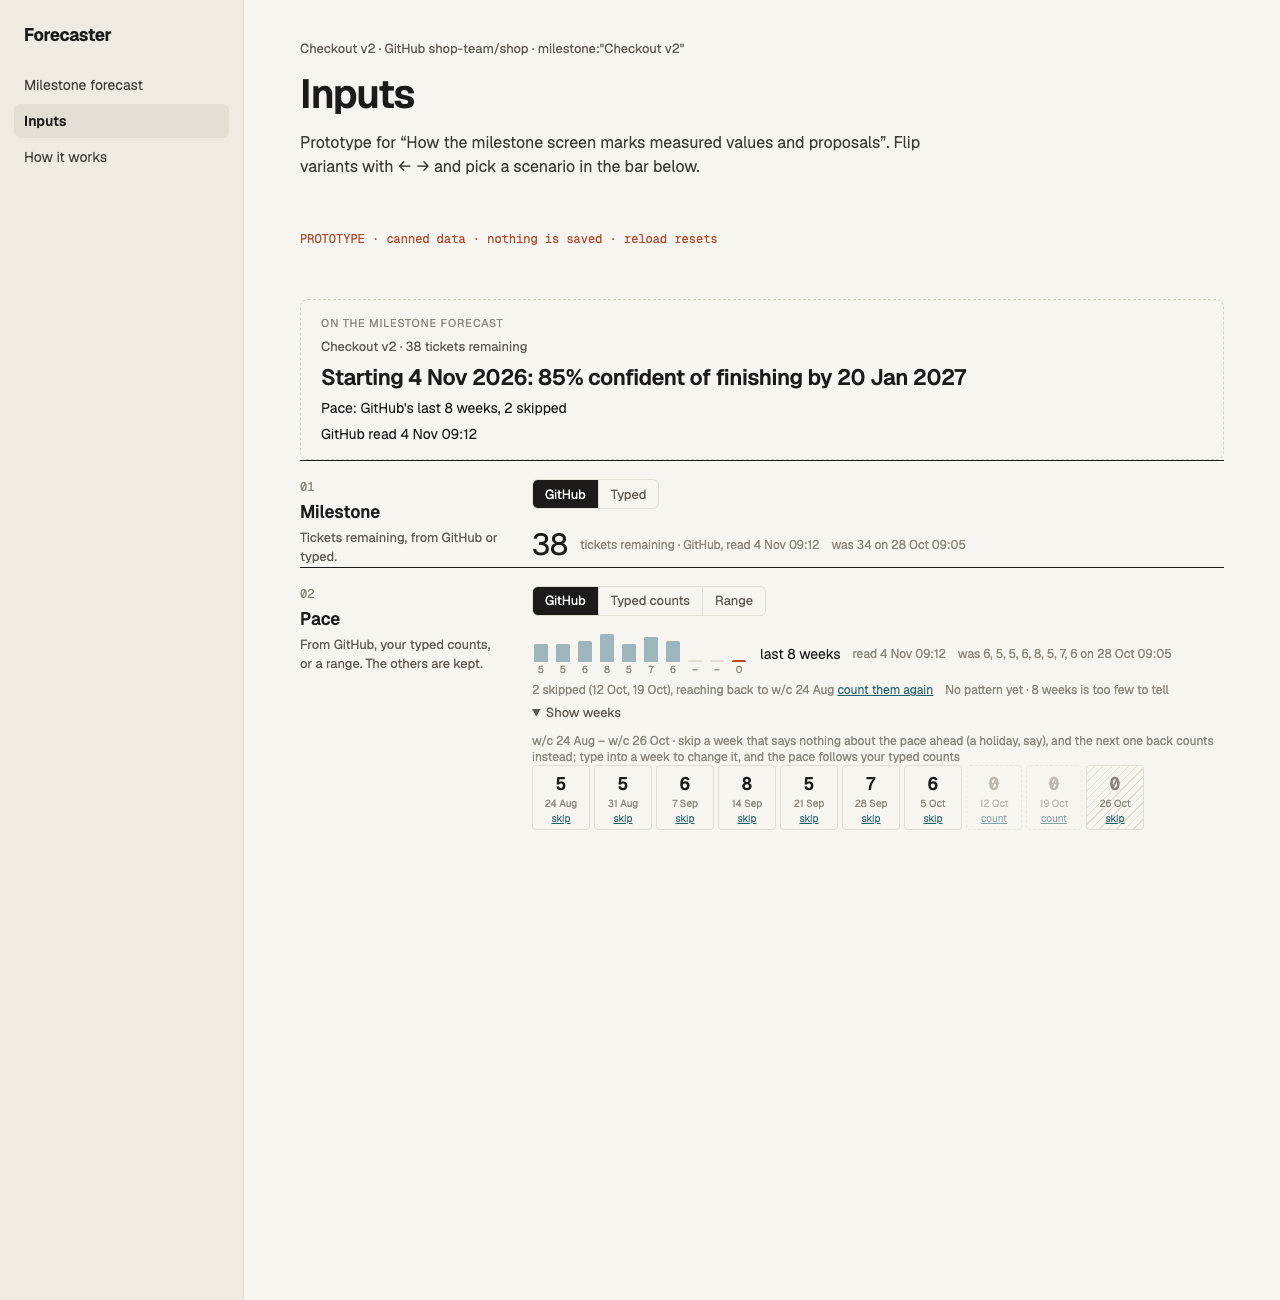 Forecaster
Milestone forecast
Inputs
How it works
Checkout v2 · GitHub shop-team/shop · milestone:"Checkout v2"
Inputs
Prototype for “How the milestone screen marks measured values and proposals”. Flip
variants with ← → and pick a scenario in the bar below.
PROTOTYPE · canned data · nothing is saved · reload resets
ON THE MILESTONE FORECAST
Checkout v2 · 38 tickets remaining
Starting 4 Nov 2026: 85% confident of finishing by 20 Jan 2027
Pace: GitHub's last 8 weeks, 2 skipped
GitHub read 4 Nov 09:12
01
Milestone
Tickets remaining, from GitHub or
typed.
GitHub Typed
38 tickets remaining · GitHub, read 4 Nov 09:12 was 34 on 28 Oct 09:05
02
Pace
From GitHub, your typed counts,
or a range. The others are kept.
GitHub Typed counts Range
5 5 6 8 5 7 6 – – 0
last 8 weeks read 4 Nov 09:12 was 6, 5, 5, 6, 8, 5, 7, 6 on 28 Oct 09:05
2 skipped (12 Oct, 19 Oct), reaching back to w/c 24 Aug count them again No pattern yet · 8 weeks is too few to tell
▼ Show weeks
w/c 24 Aug – w/c 26 Oct · skip a week that says nothing about the pace ahead (a holiday, say), and the next one back counts
instead; type into a week to change it, and the pace follows your typed counts
5 5 6 8 5 7 6 0 0 0
24 Aug 31 Aug 7 Sep 14 Sep 21 Sep 28 Sep 5 Oct 12 Oct 19 Oct 26 Oct
skip skip skip skip skip skip skip count count skip